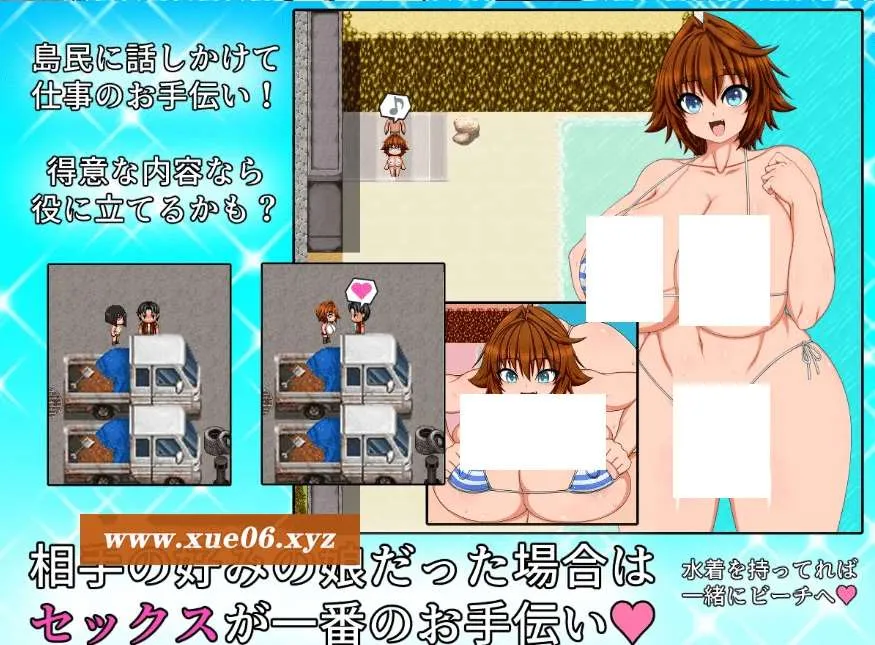 島民に話しかけて
仕事のお手伝い！
得意な内容なら
役に立てるかも？
♪
www.xue06.xyz
相手の好みの娘だった場合は
セックスが一番のお手伝い♥
水着を持ってれば
一緒にビーチへ♥